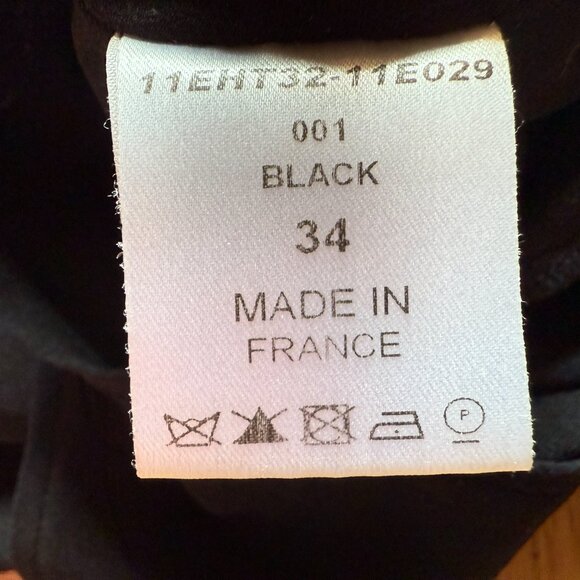 11EHT32-11E029
001
BLACK
34
MADE IN
FRANCE
P